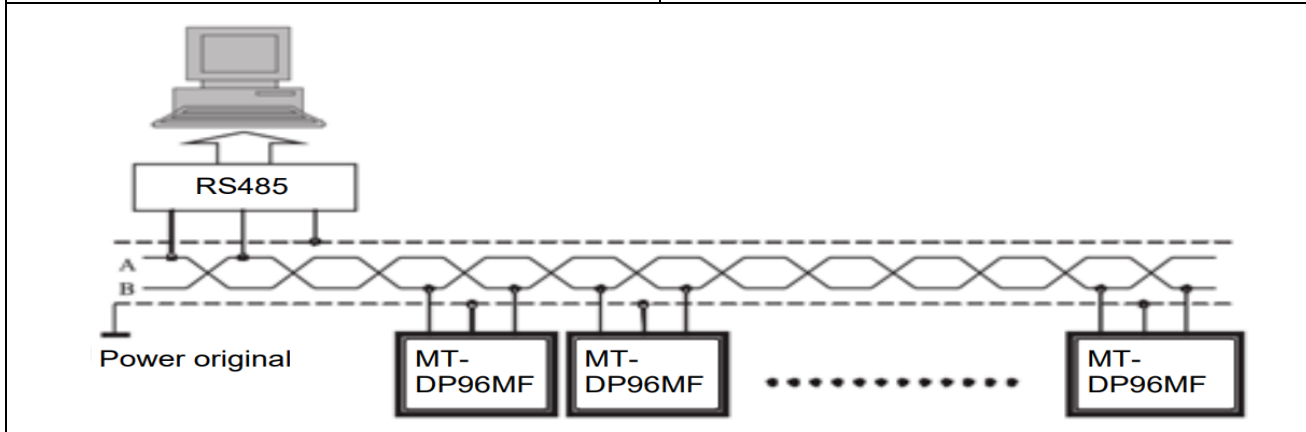 RS485
A
B
Power original
MT-
DP96MF
MT-
DP96MF
MT-
DP96MF